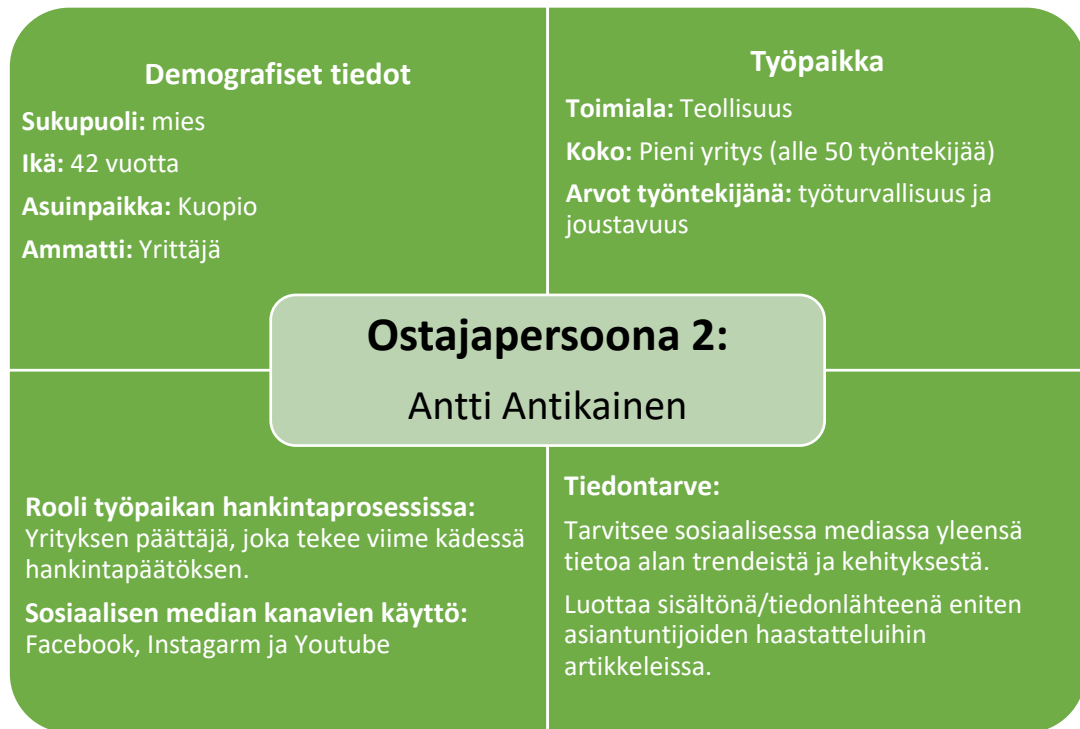 Demografiset tiedot
Sukupuoli: mies
Ikä: 42 vuotta
Asuinpaikka: Kuopio
Ammatti: Yrittäjä
Työpaikka
Toimiala: Teollisuus
Koko: Pieni yritys (alle 50 työntekijää)
Arvot työntekijänä: työturvallisuus ja
joustavuus
Ostajapersoona 2:
Antti Antikainen
Rooli työpaikan hankintaprosessissa:
Yrityksen päättäjä, joka tekee viime kädessä
hankintapäätöksen.
Sosiaalisen median kanavien käyttö:
Facebook, Instagarm ja Youtube
Tiedontarve:
Tarvitsee sosiaalisessa mediassa yleensä
tietoa alan trendeistä ja kehityksestä.
Luottaa sisältönä/tiedonlähteenä eniten
asiantuntijoiden haastatteluihin
artikkeleissa.